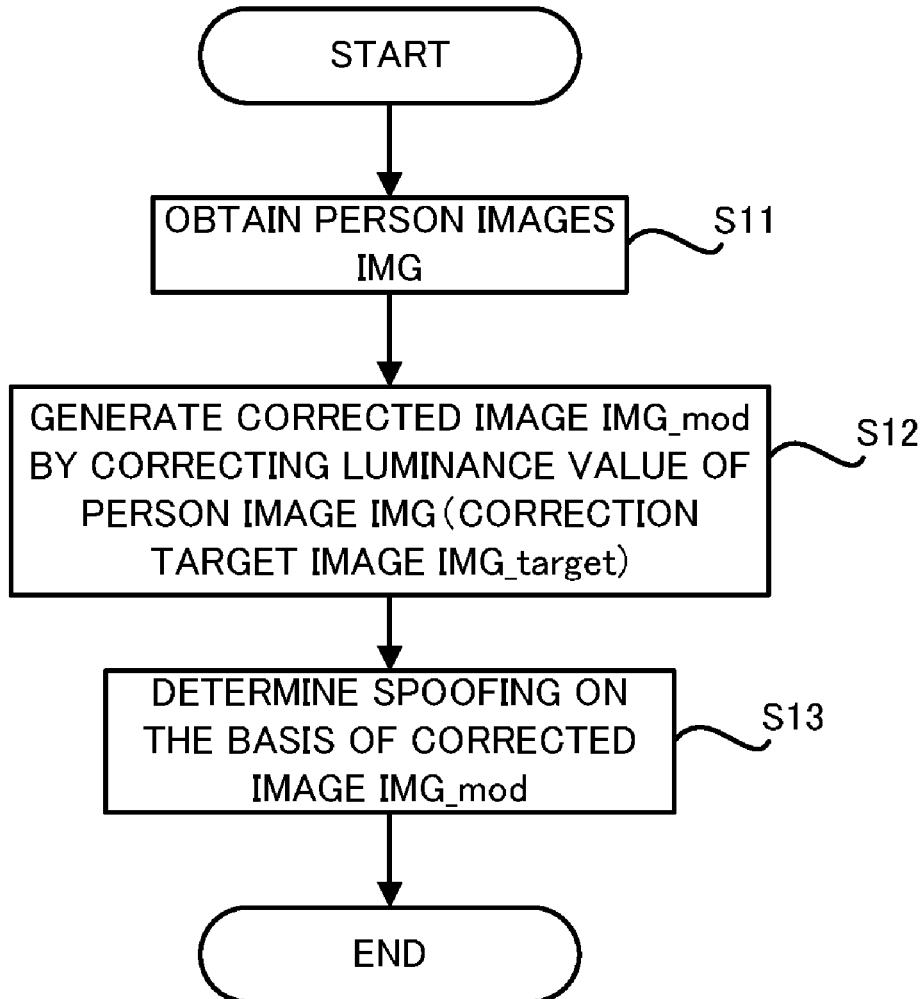 START
OBTAIN PERSON IMAGES
IMG
S11
GENERATE CORRECTED IMAGE IMG_mod
BY CORRECTING LUMINANCE VALUE OF
PERSON IMAGE IMG(CORRECTION
TARGET IMAGE IMG_target)
S12
DETERMINE SPOOFING ON
THE BASIS OF CORRECTED
IMAGE IMG_mod
S13
END